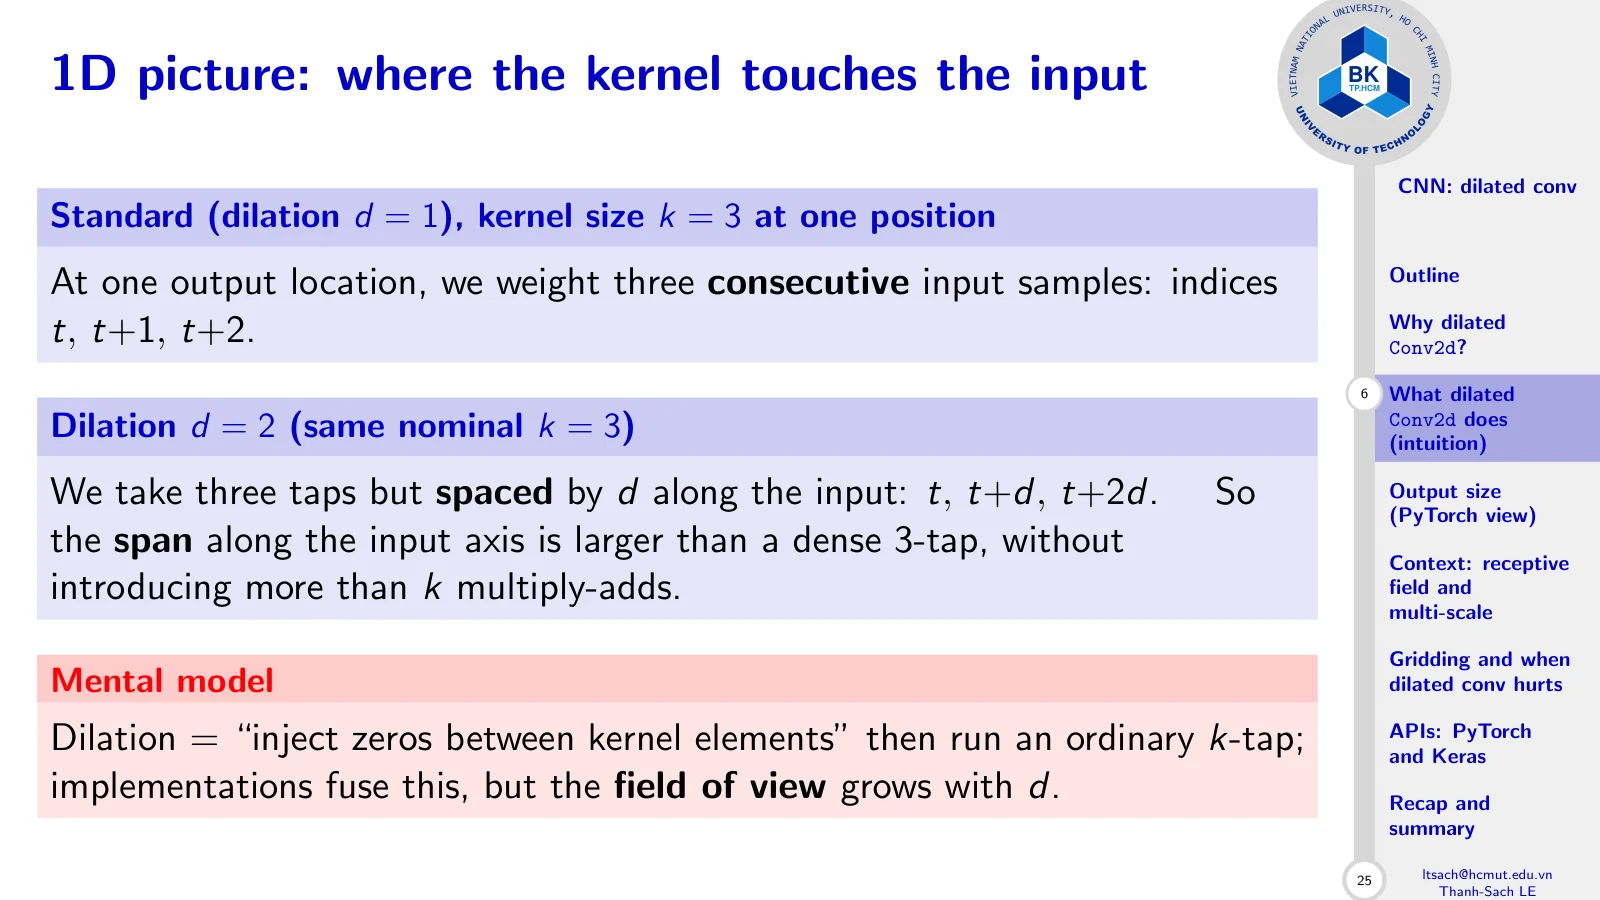 1D picture: where the kernel touches the input
Standard (dilation d = 1), kernel size k = 3 at one position
At one output location, we weight three consecutive input samples: indices
t, t+1, t+2.
Dilation d = 2 (same nominal k = 3)
We take three taps but spaced by d along the input: t, t+d, t+2d. So
the span along the input axis is larger than a dense 3-tap, without
introducing more than k multiply-adds.
Mental model
Dilation = “inject zeros between kernel elements” then run an ordinary k-tap;
implementations fuse this, but the field of view grows with d.
VIETNAM NATIONAL UNIVERSITY, HO CHI MINH CITY
BK
TP.HCM
UNIVERSITY OF TECHNOLOGY
CNN: dilated conv
Outline
Why dilated
Conv2d?
6
What dilated
Conv2d does
(intuition)
Output size
(PyTorch view)
Context: receptive
field and
multi-scale
Gridding and when
dilated conv hurts
APIs: PyTorch
and Keras
Recap and
summary
25
ltsach@hcmut.edu.vn
Thanh-Sach LE